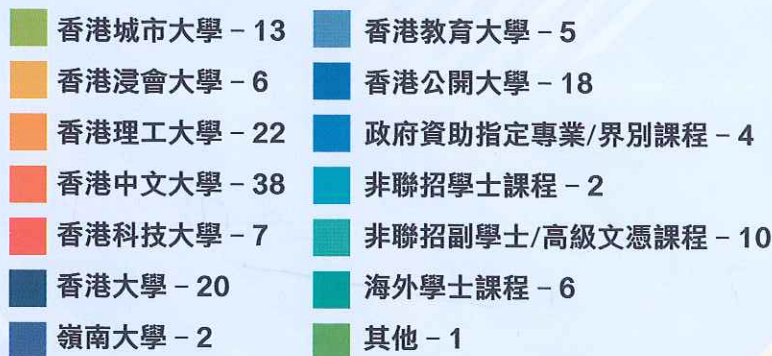 香港城市大學 – 13
香港浸會大學 – 6
香港理工大學 – 22
香港中文大學 – 38
香港科技大學 – 7
香港大學 – 20
嶺南大學 – 2
香港教育大學 – 5
香港公開大學 – 18
政府資助指定專業/界別課程 – 4
非聯招學士課程 – 2
非聯招副學士/高級文憑課程 – 10
海外學士課程 – 6
其他 – 1